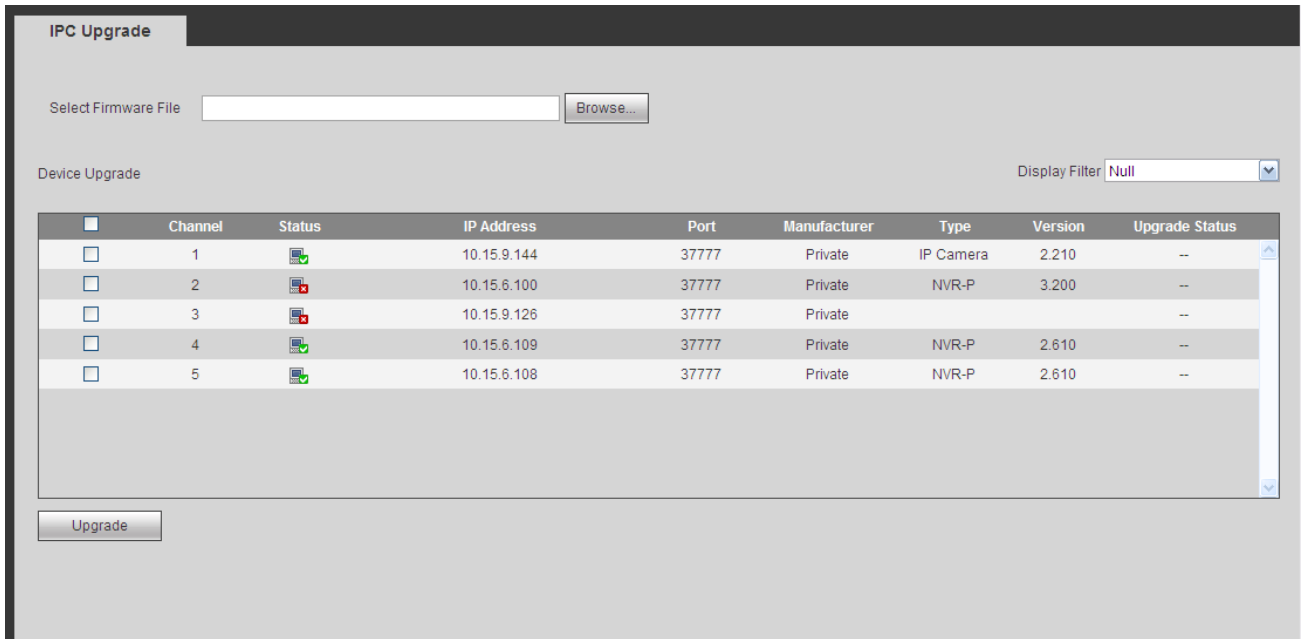 IPC Upgrade
Select Firmware File Browse...
Device Upgrade Display Filter Null
Channel Status IP Address Port Manufacturer Type Version Upgrade Status
1 10.15.9.144 37777 Private IP Camera 2.210 --
2 10.15.6.100 37777 Private NVR-P 3.200 --
3 10.15.9.126 37777 Private --
4 10.15.6.109 37777 Private NVR-P 2.610 --
5 10.15.6.108 37777 Private NVR-P 2.610 --
Upgrade